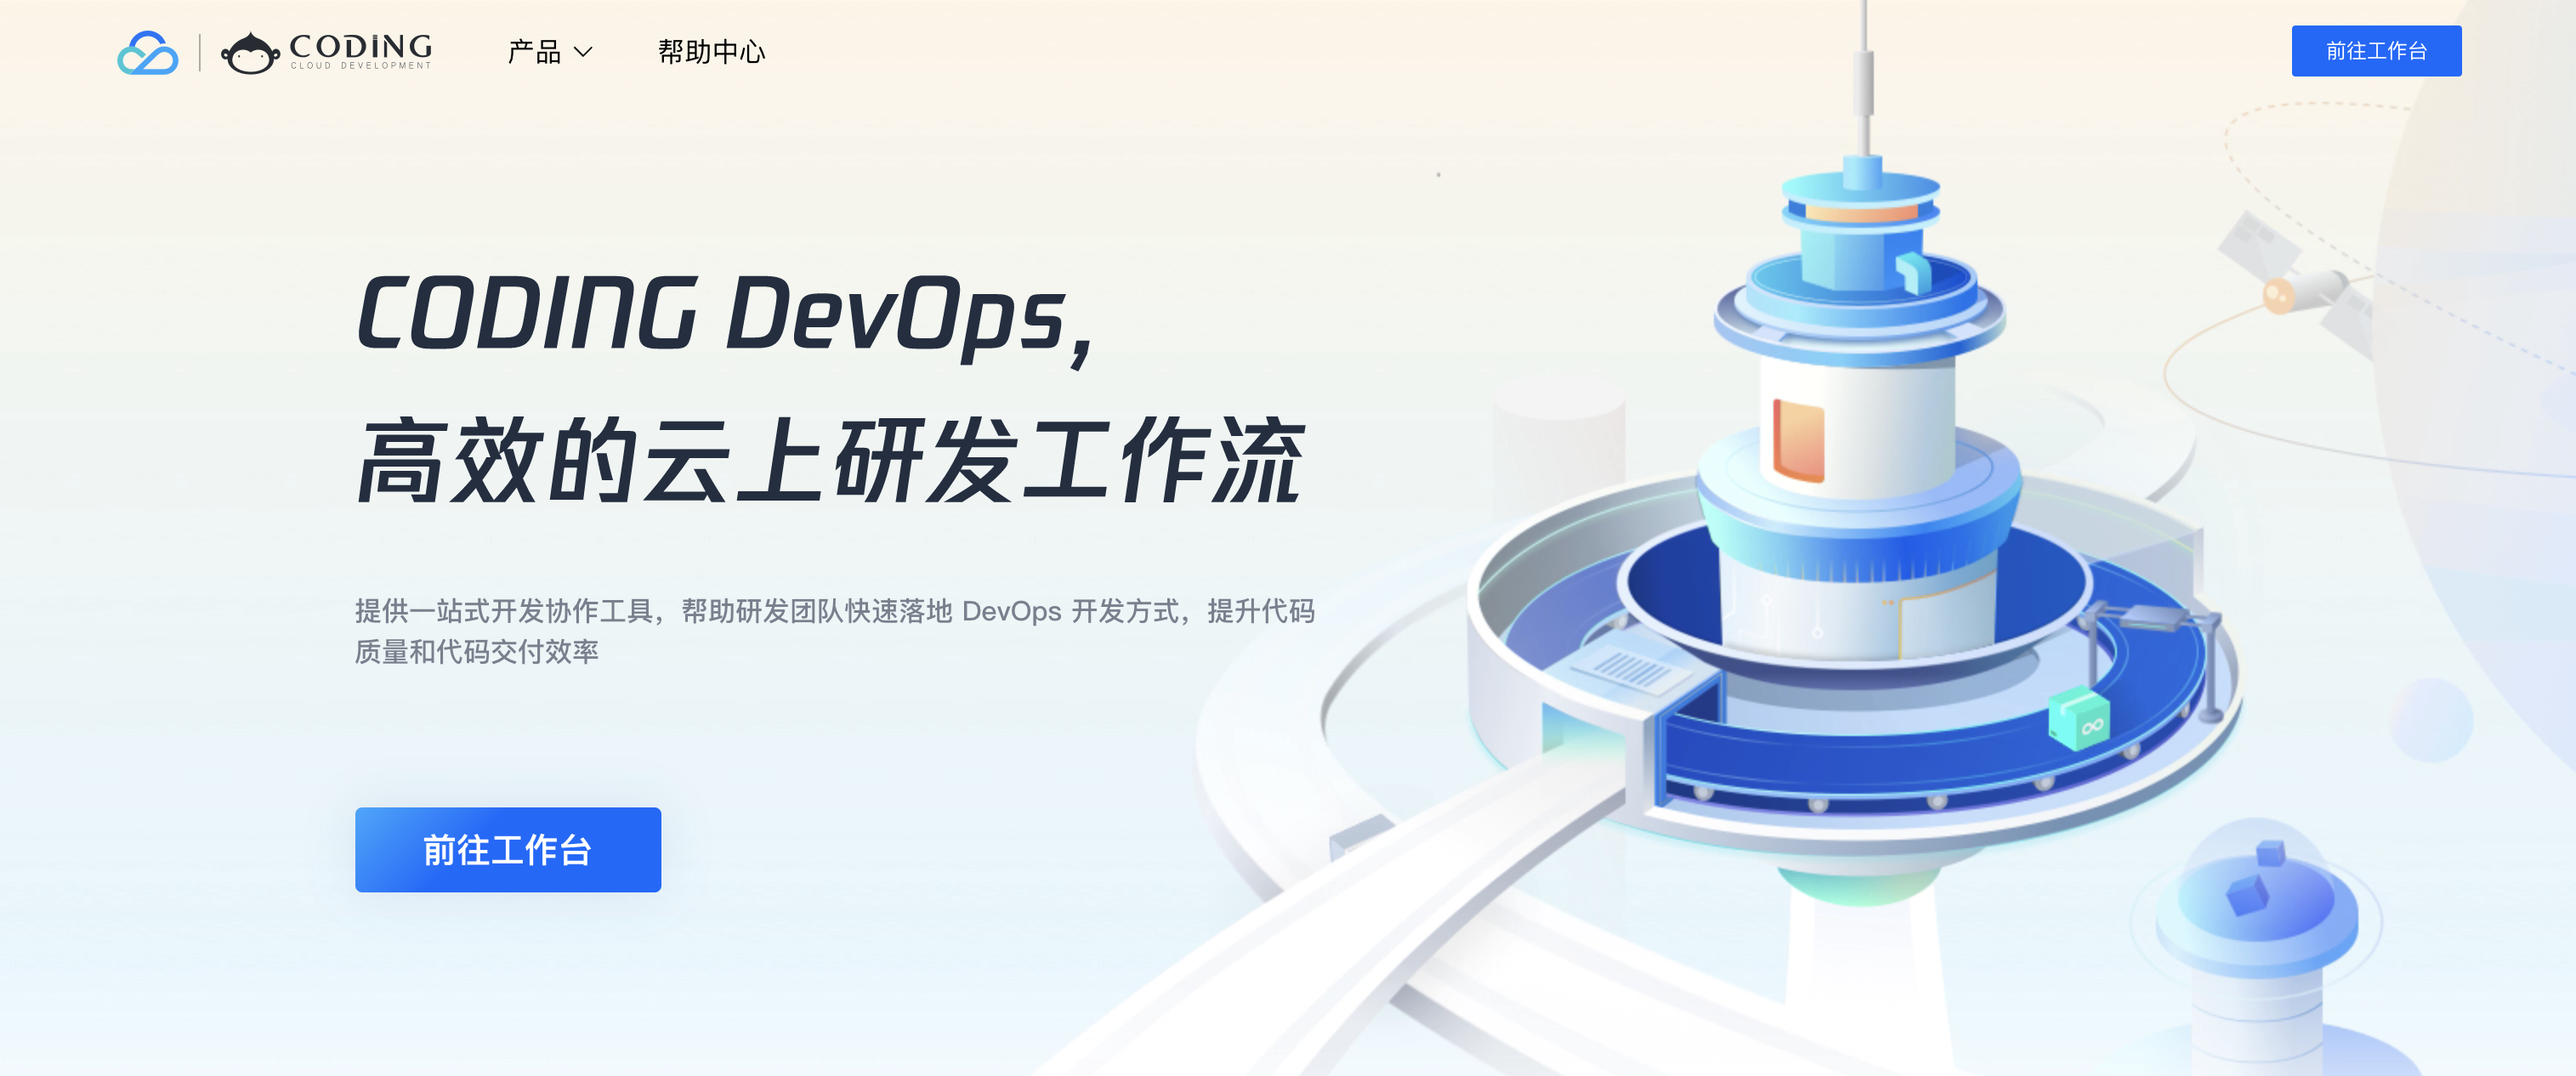 CODING
CLOUD DEVELOPMENT
产品
帮助中心
前往工作台
CODING DevOps,
高效的云上研发工作流
提供一站式开发协作工具，帮助研发团队快速落地 DevOps 开发方式，提升代码
质量和代码交付效率
前往工作台